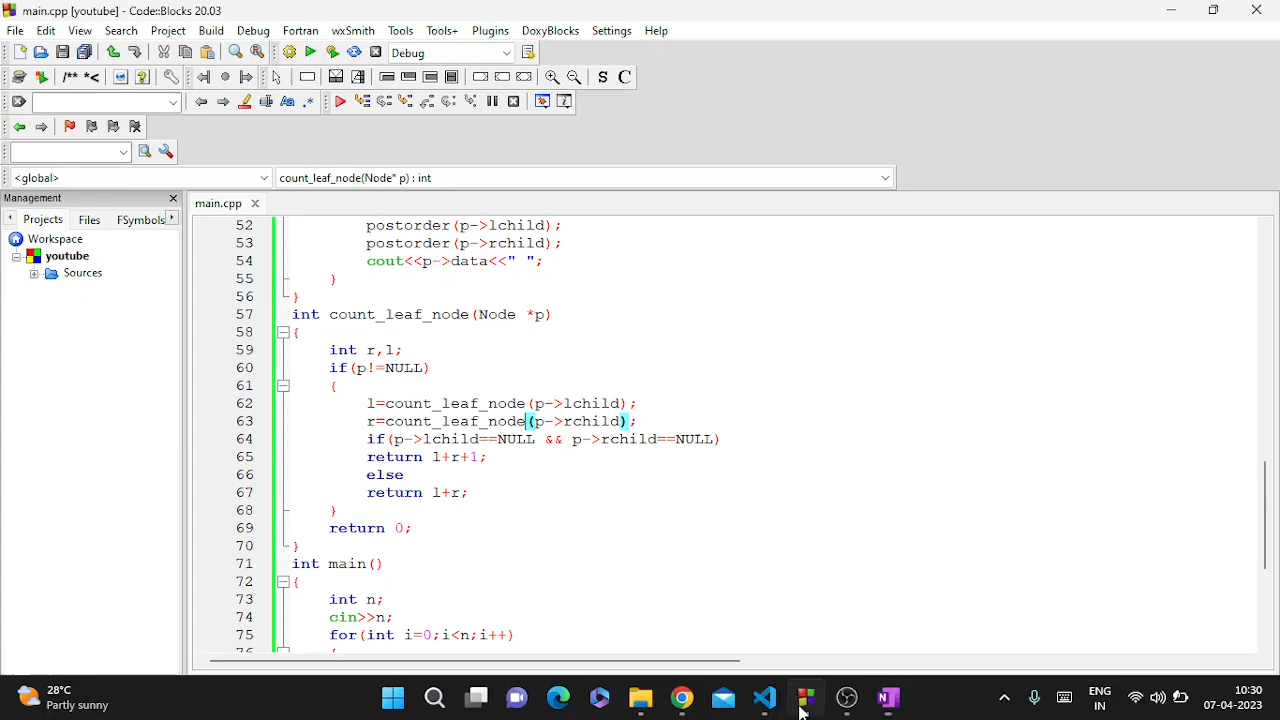 main.cpp [youtube] - Code::Blocks 20.03
File Edit View Search Project Build Debug Fortran wxSmith Tools Tools+ Plugins DoxyBlocks Settings Help
Debug
/** *<
S C
<global>
count_leaf_node(Node* p) : int
Management
main.cpp
Projects Files FSymbols
Workspace
youtube
Sources
52 postorder(p->lchild);
53 postorder(p->rchild);
54 cout<<p->data<<" ";
55 }
56 }
57 int count_leaf_node(Node *p)
58 {
59 int r,l;
60 if(p!=NULL)
61 {
62 l=count_leaf_node(p->lchild);
63 r=count_leaf_node(p->rchild);
64 if(p->lchild==NULL && p->rchild==NULL)
65 return l+r+1;
66 else
67 return l+r;
68 }
69 return 0;
70 }
71 int main()
72 {
73 int n;
74 cin>>n;
75 for(int i=0;i<n;i++)
76 {
28°C
Partly sunny
ENG
IN
10:30
07-04-2023